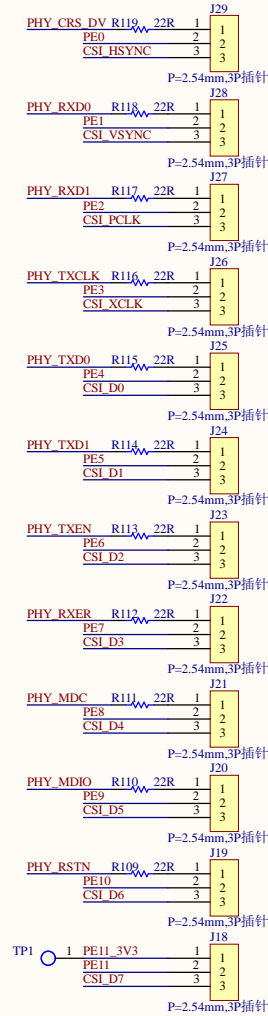 J29
PHY_CRS_DV R119 22R 1 1
PE0 2 2
CSI_HSYNC 3 3
P=2.54mm,3P插针
J28
PHY_RXD0 R118 22R 1 1
PE1 2 2
CSI_VSYNC 3 3
P=2.54mm,3P插针
J27
PHY_RXD1 R117 22R 1 1
PE2 2 2
CSI_PCLK 3 3
P=2.54mm,3P插针
J26
PHY_TXCLK R116 22R 1 1
PE3 2 2
CSI_XCLK 3 3
P=2.54mm,3P插针
J25
PHY_TXD0 R115 22R 1 1
PE4 2 2
CSI_D0 3 3
P=2.54mm,3P插针
J24
PHY_TXD1 R114 22R 1 1
PE5 2 2
CSI_D1 3 3
P=2.54mm,3P插针
J23
PHY_TXEN R113 22R 1 1
PE6 2 2
CSI_D2 3 3
P=2.54mm,3P插针
J22
PHY_RXER R112 22R 1 1
PE7 2 2
CSI_D3 3 3
P=2.54mm,3P插针
J21
PHY_MDC R111 22R 1 1
PE8 2 2
CSI_D4 3 3
P=2.54mm,3P插针
J20
PHY_MDIO R110 22R 1 1
PE9 2 2
CSI_D5 3 3
P=2.54mm,3P插针
J19
PHY_RSTN R109 22R 1 1
PE10 2 2
CSI_D6 3 3
P=2.54mm,3P插针
J18
TP1 1 PE11_3V3 1 1
PE11 2 2
CSI_D7 3 3
P=2.54mm,3P插针